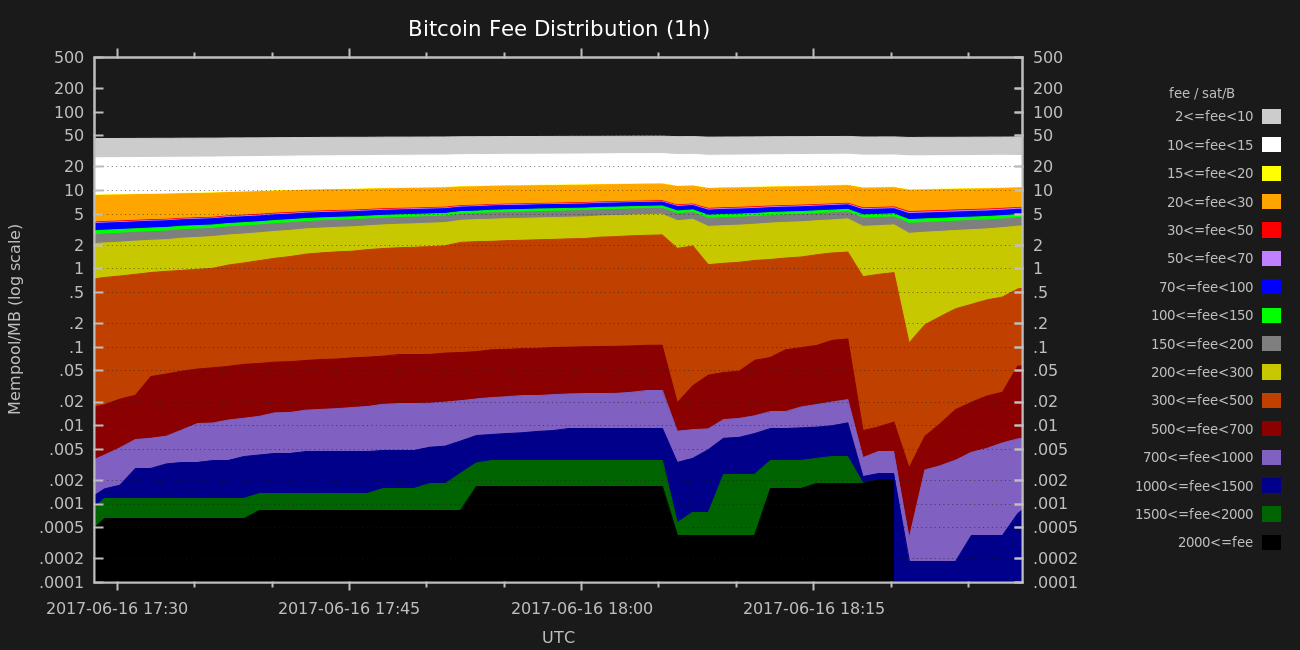 Bitcoin Fee Distribution (1h)
500
200
100
50
20
10
5
2
1
.5
.2
.1
.05
.02
.01
.005
.002
.001
.0005
.0002
.0001
Mempool/MB (log scale)
500
200
100
50
20
10
5
2
1
.5
.2
.1
.05
.02
.01
.005
.002
.001
.0005
.0002
.0001
2017-06-16 17:30 2017-06-16 17:45 2017-06-16 18:00 2017-06-16 18:15
UTC
fee / sat/B
2<=fee<10
10<=fee<15
15<=fee<20
20<=fee<30
30<=fee<50
50<=fee<70
70<=fee<100
100<=fee<150
150<=fee<200
200<=fee<300
300<=fee<500
500<=fee<700
700<=fee<1000
1000<=fee<1500
1500<=fee<2000
2000<=fee